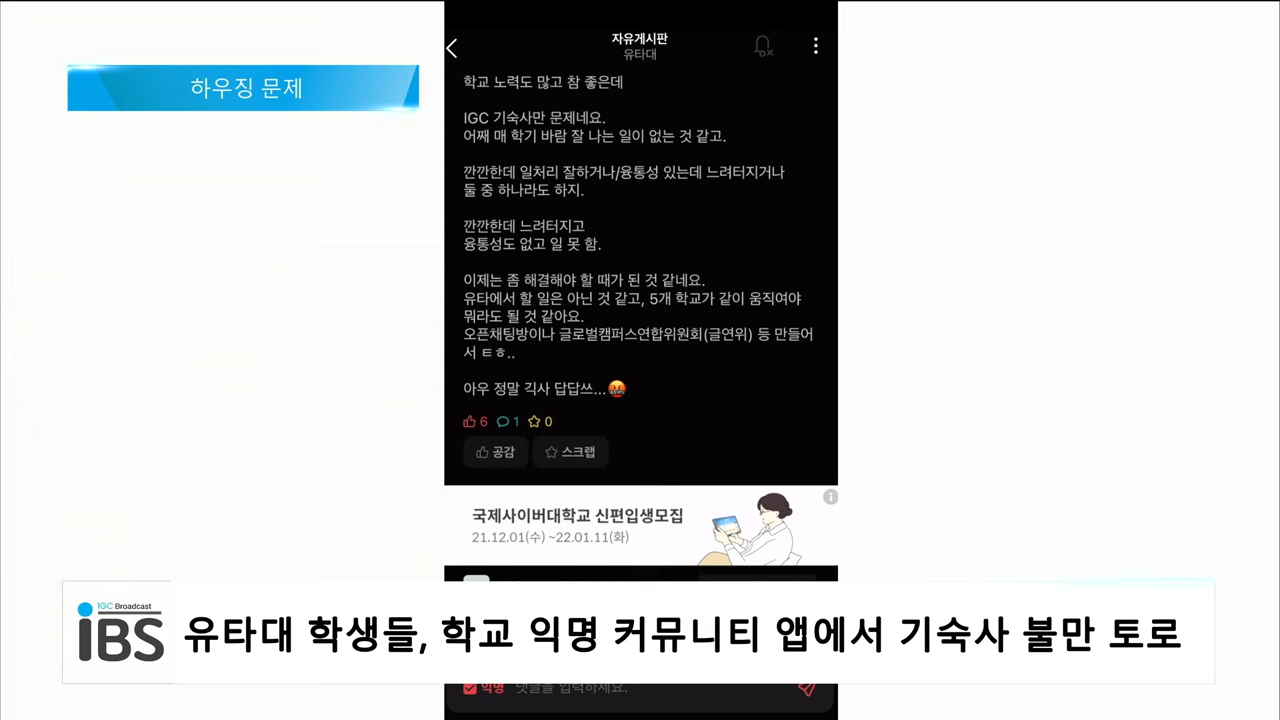 자유게시판
유타대
하우징 문제
학교 노력도 많고 참 좋은데
IGC 기숙사만 문제네요.
어째 매 학기 바람 잘 나는 일이 없는 것 같고.
깐깐한데 일처리 잘하거나/융통성 있는데 느려터지거나
둘 중 하나라도 하지.
깐깐한데 느려터지고
융통성도 없고 일 못 함.
이제는 좀 해결해야 할 때가 된 것 같네요.
유타에서 할 일은 아닌 것 같고, 5개 학교가 같이 움직여야
뭐라도 될 것 같아요.
오픈채팅방이나 글로벌캠퍼스연합위원회(글연위) 등 만들어
서 ㅌㅎ..
아우 정말 긱사 답답쓰...🤬
6 1 0
공감 스크랩
국제사이버대학교 신편입생모집
21.12.01(수) ~22.01.11(화)
IGC Broadcast
iBS
유타대 학생들, 학교 익명 커뮤니티 앱에서 기숙사 불만 토로
익명 댓글을 입력하세요.